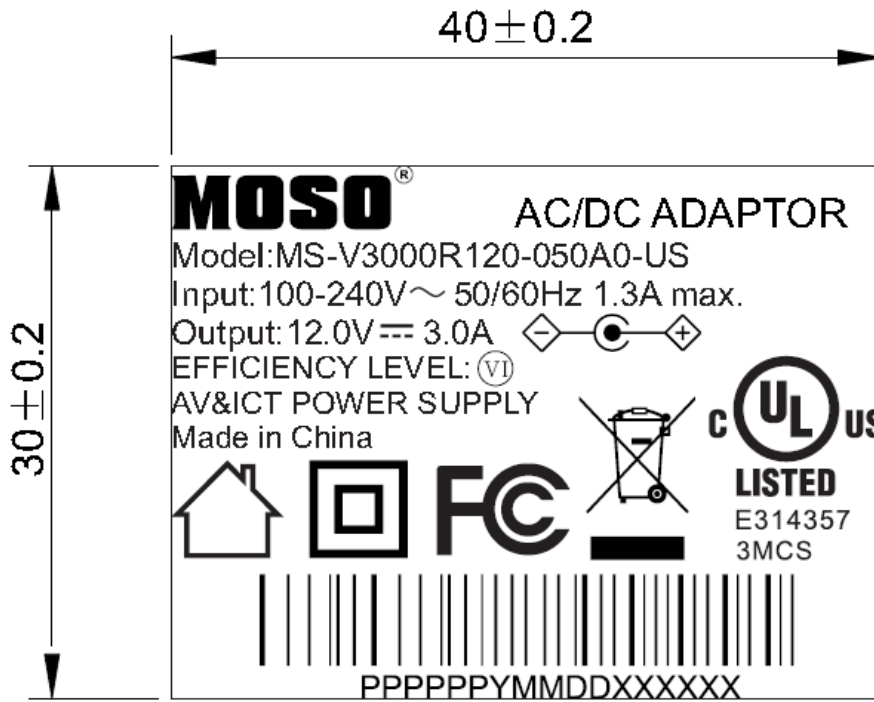 40±0.2
30±0.2
MOSO®
AC/DC ADAPTOR
Model:MS-V3000R120-050A0-US
Input:100-240V～ 50/60Hz 1.3A max.
Output:12.0V⎓ 3.0A
EFFICIENCY LEVEL: Ⓥ VI
AV&ICT POWER SUPPLY
Made in China
FC
C UL US
LISTED
E314357
3MCS
PPPPPPYMMDDXXXXXX